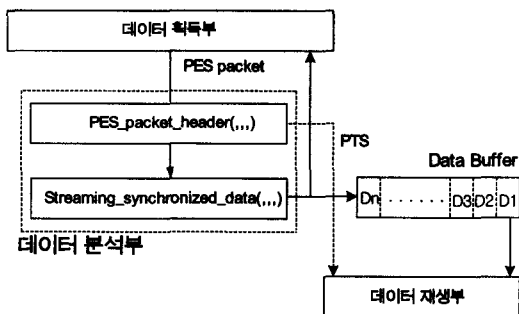 데이터 획득부
PES packet
PES_packet_header(,,,)
PTS
Data Buffer
Streaming_synchronized_data(,,,)
Dn ······ D3 D2 D1
데이터 분석부
데이터 재생부